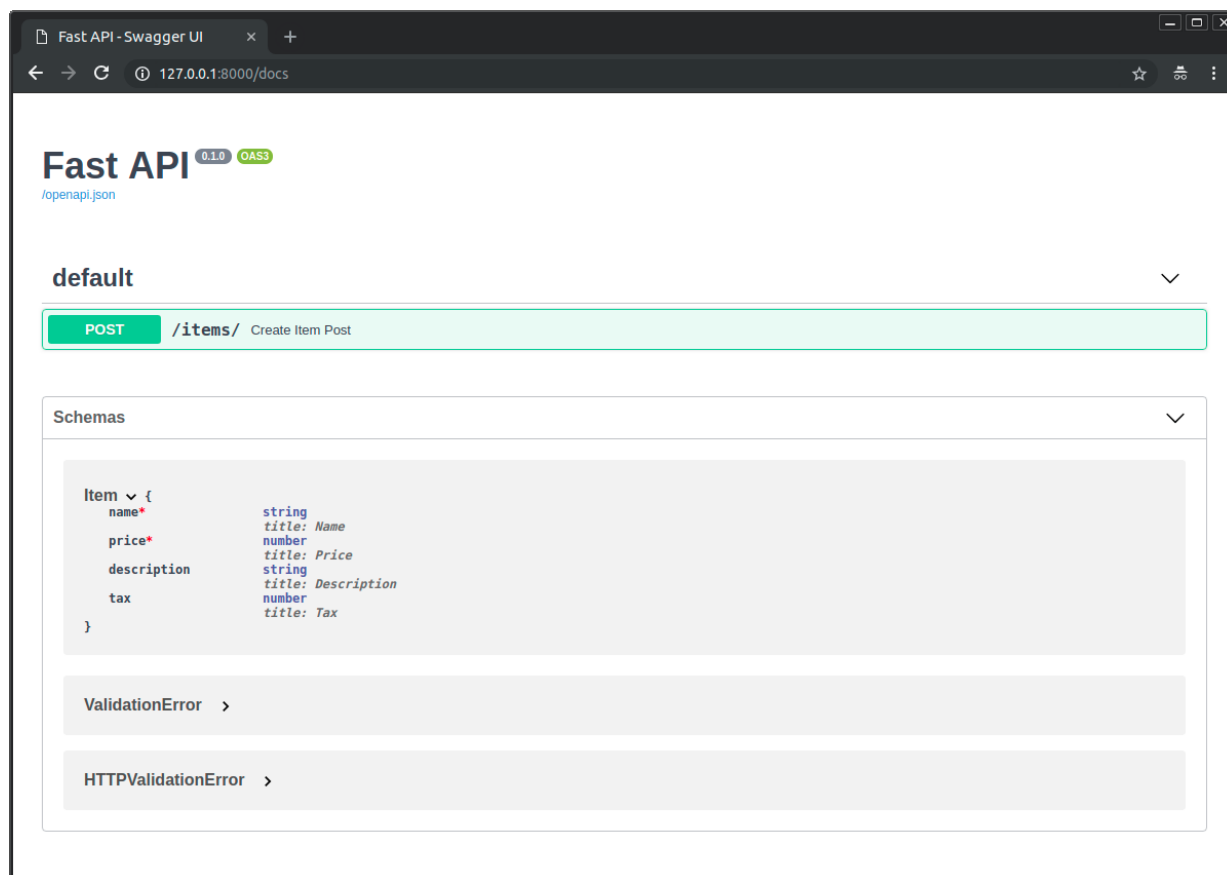 Fast API - Swagger UI
127.0.0.1:8000/docs
Fast API 0.1.0 OAS3
/openapi.json
default
POST /items/ Create Item Post
Schemas
Item {
name* string
title: Name
price* number
title: Price
description string
title: Description
tax number
title: Tax
}
ValidationError
HTTPValidationError